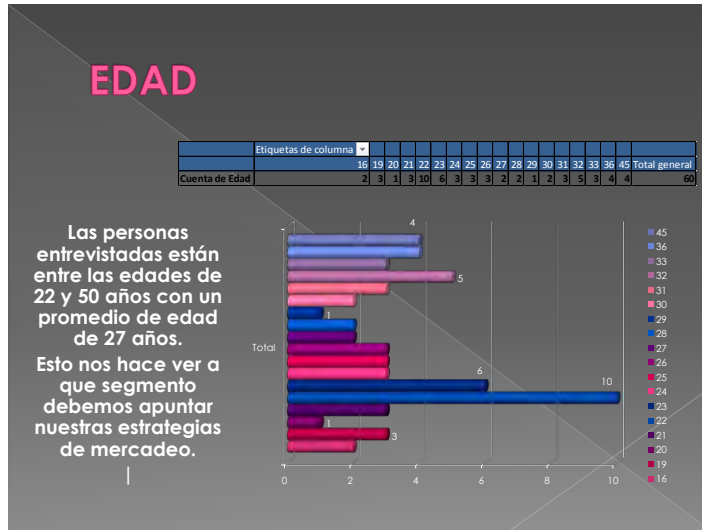 EDAD
Etiquetas de columna
16 19 20 21 22 23 24 25 26 27 28 29 30 31 32 33 36 45 Total general
Cuenta de Edad 2 3 1 3 10 6 3 3 3 2 2 1 2 3 5 3 4 4 60
Las personas
entrevistadas están
entre las edades de
22 y 50 años con un
promedio de edad
de 27 años.
Esto nos hace ver a
que segmento
debemos apuntar
nuestras estrategias
de mercadeo.
4
5
1
Total
6
10
1
3
0 2 4 6 8 10
45
36
33
32
31
30
29
28
27
26
25
24
23
22
21
20
19
16